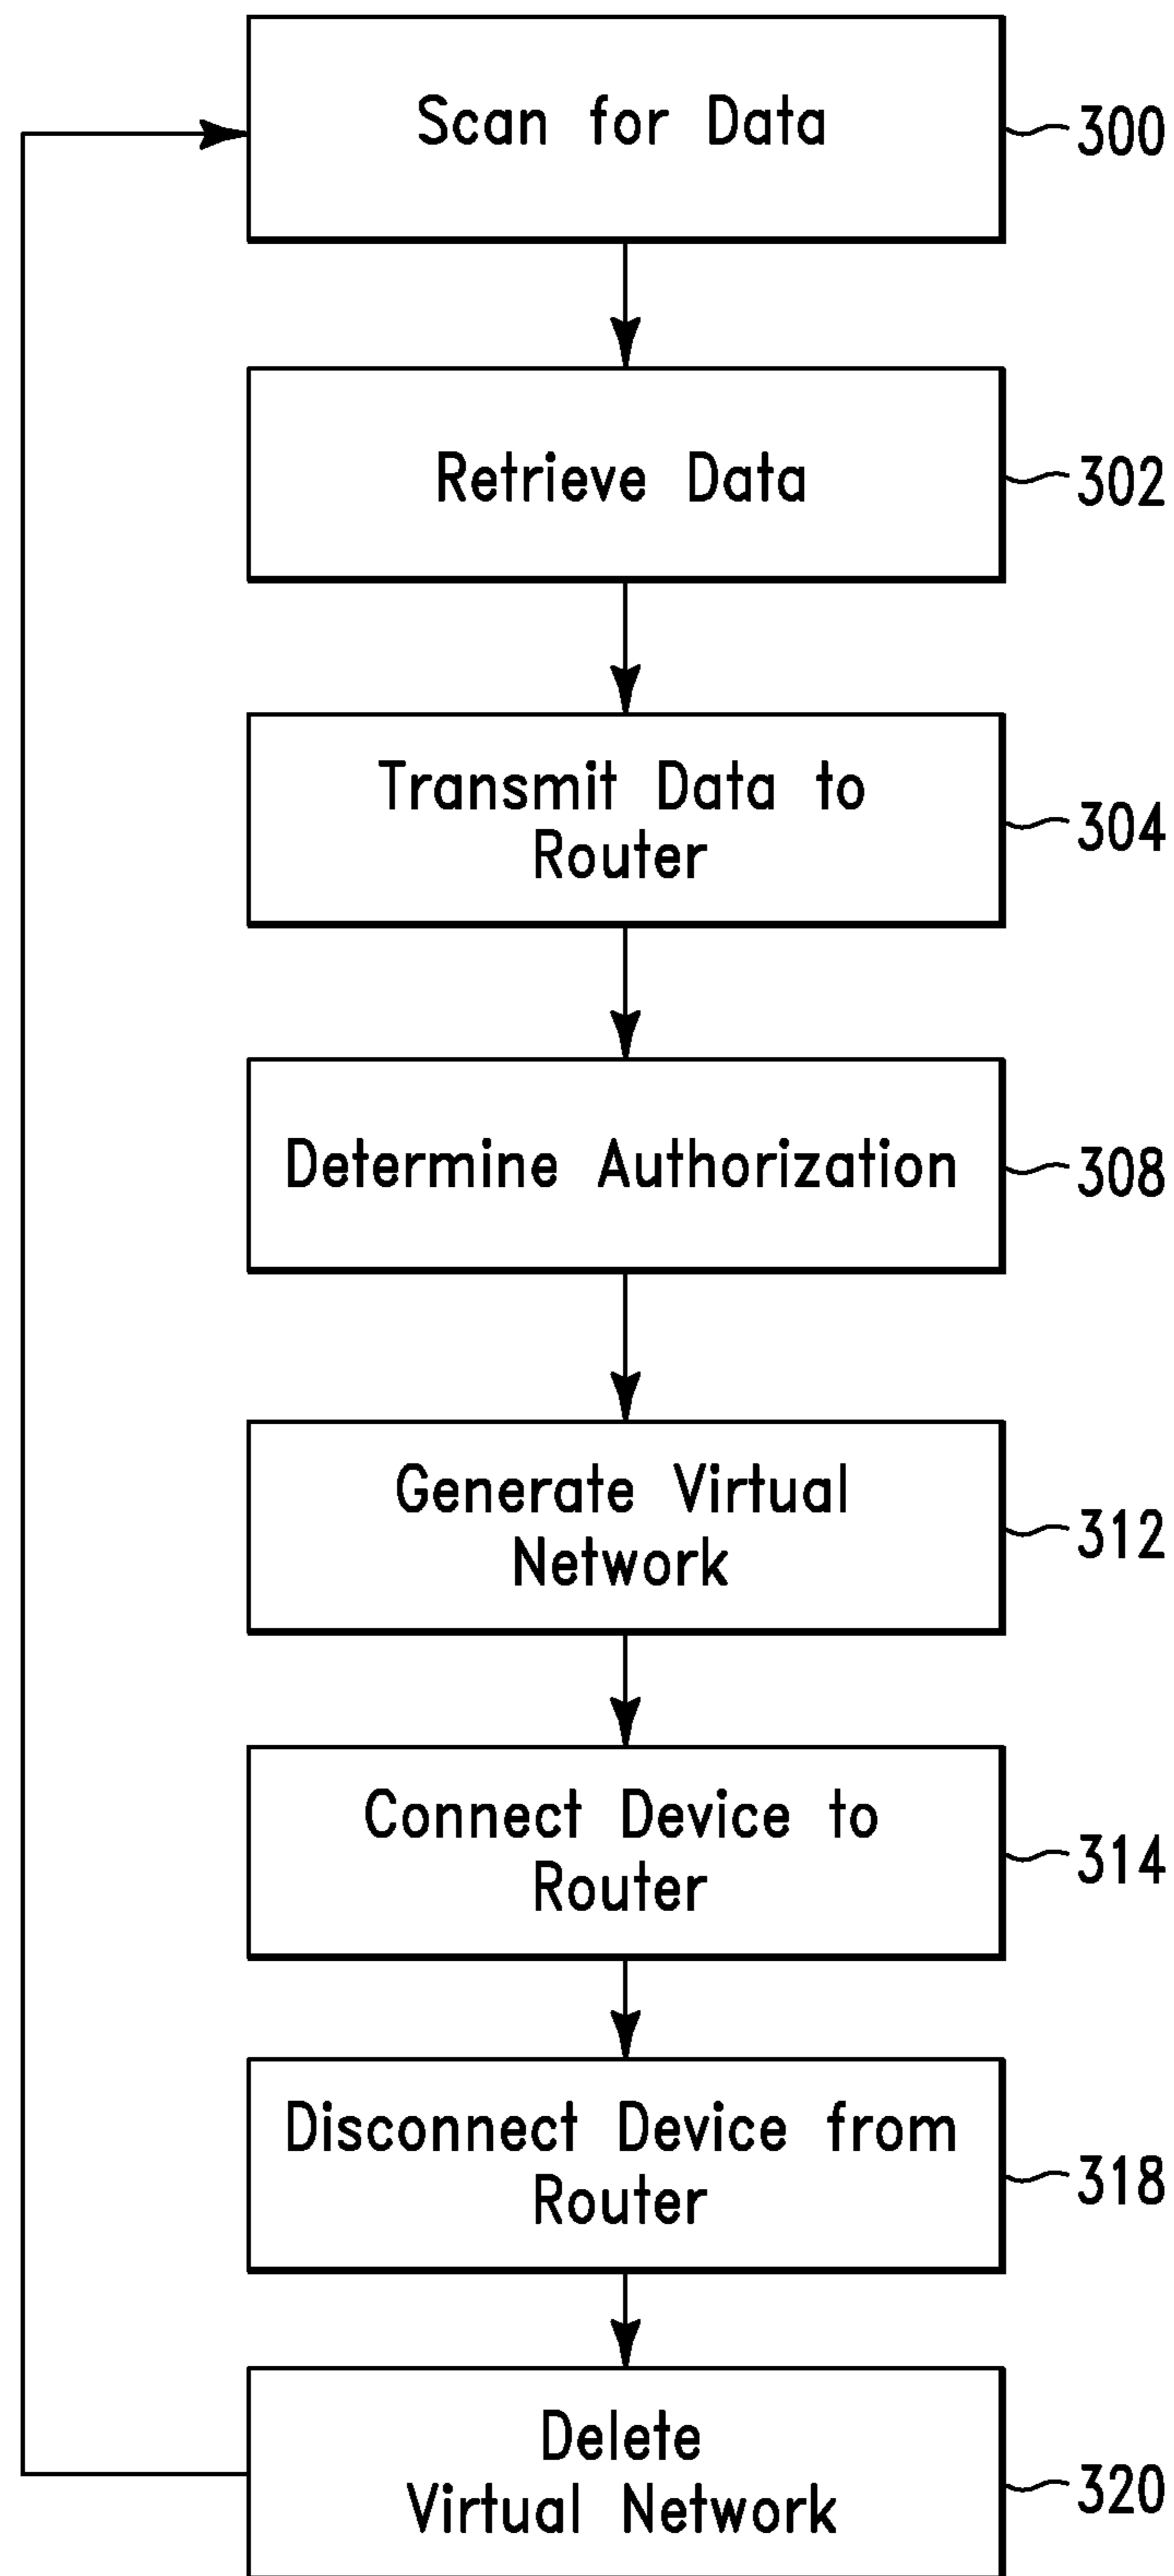 Scan for Data
300
Retrieve Data
302
Transmit Data to
Router
304
Determine Authorization
308
Generate Virtual
Network
312
Connect Device to
Router
314
Disconnect Device from
Router
318
Delete
Virtual Network
320